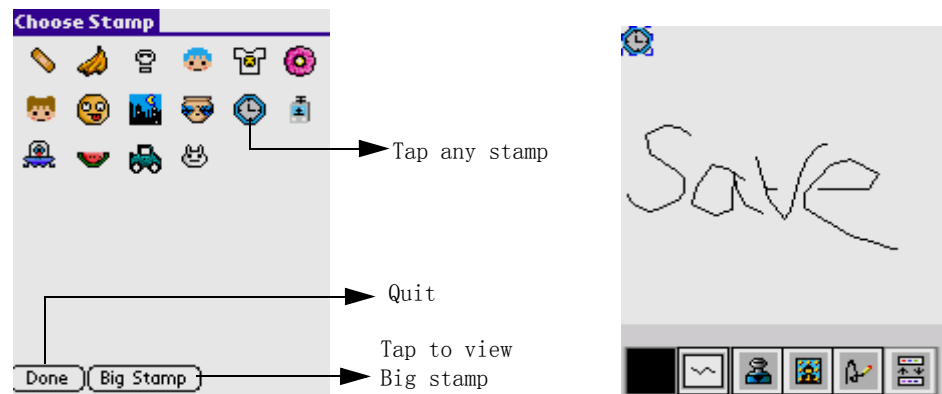 Choose Stamp
Tap any stamp
Save
Quit
Tap to view
Big stamp
Done
Big Stamp